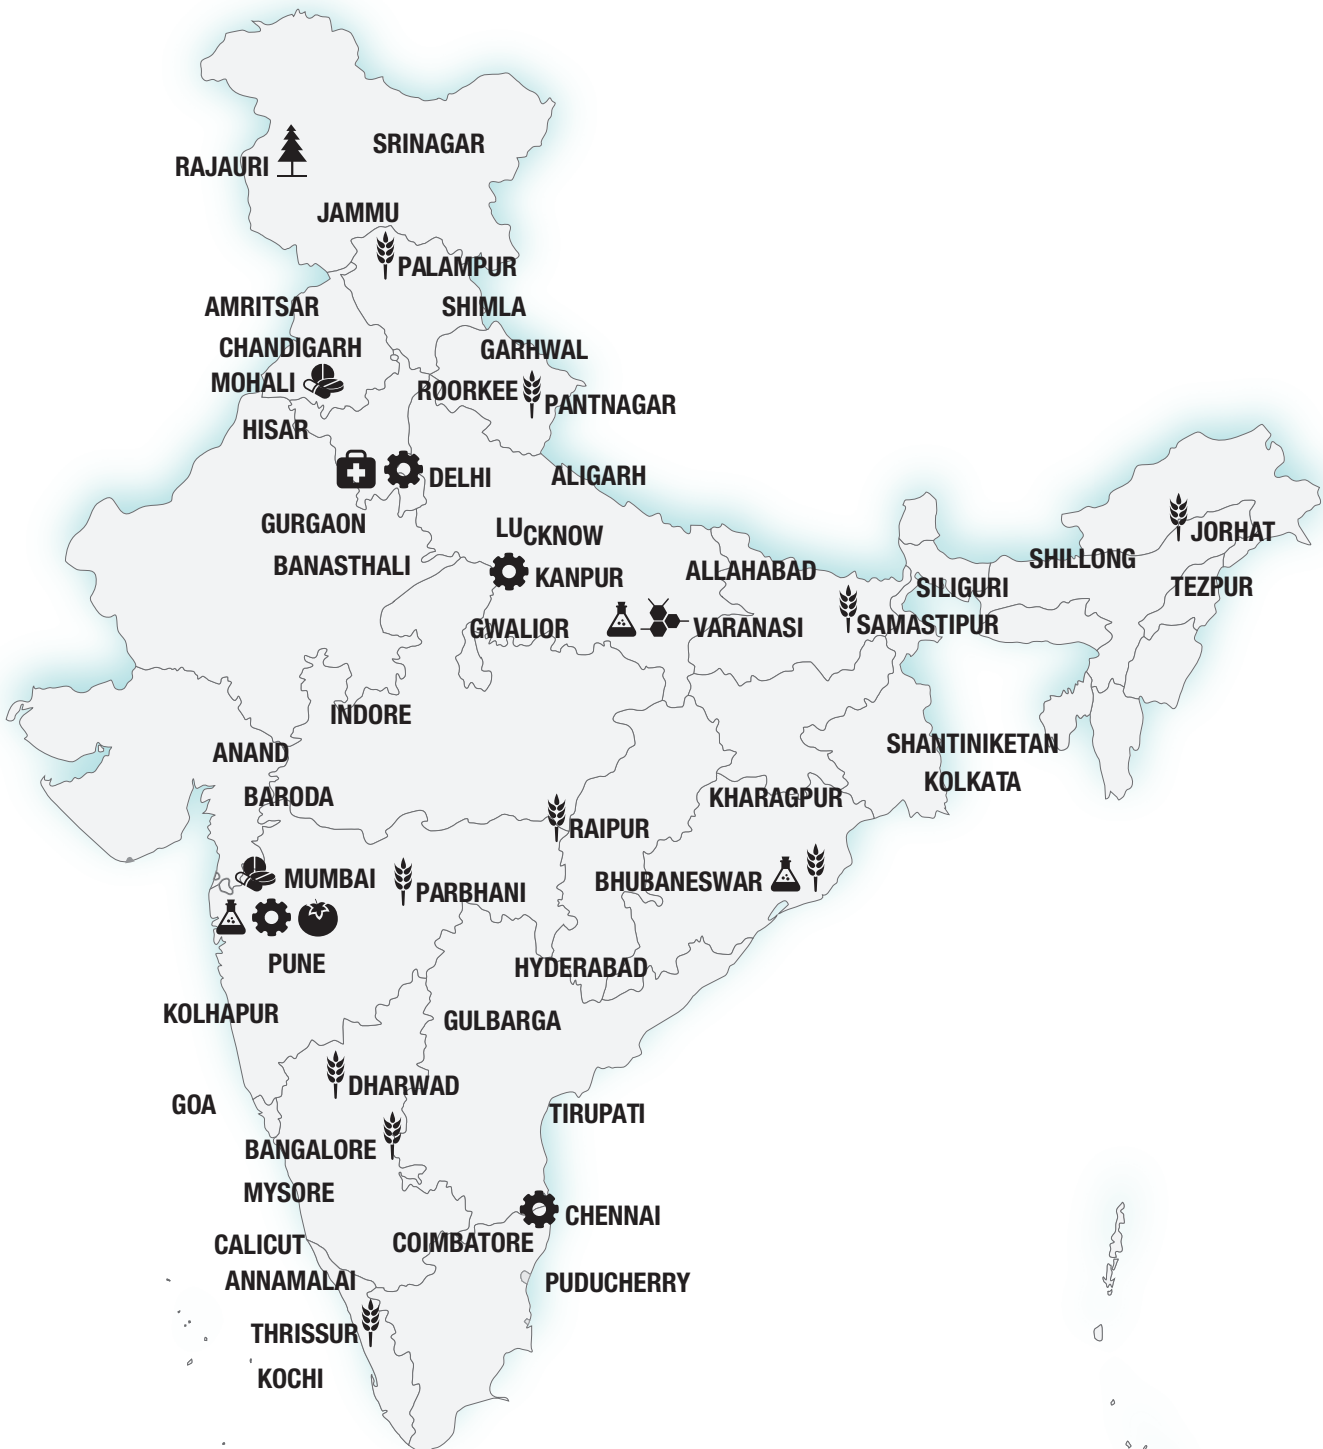 SRINAGAR
RAJAURI
JAMMU
PALAMPUR
AMRITSAR
SHIMLA
CHANDIGARH
GARHWAL
MOHALI
ROORKEE
PANTNAGAR
HISAR
DELHI
ALIGARH
GURGAON
LUCKNOW
JORHAT
BANASTHALI
KANPUR
ALLAHABAD
SHILLONG
SILIGURI
TEZPUR
GWALIOR
VARANASI
SAMASTIPUR
INDORE
ANAND
SHANTINIKETAN
KOLKATA
BARODA
KHARAGPUR
RAIPUR
MUMBAI
PARBHANI
BHUBANESWAR
PUNE
HYDERABAD
KOLHAPUR
GULBARGA
DHARWAD
GOA
TIRUPATI
BANGALORE
MYSORE
CHENNAI
CALICUT
COIMBATORE
ANNAMALAI
PUDUCHERRY
THRISSUR
KOCHI